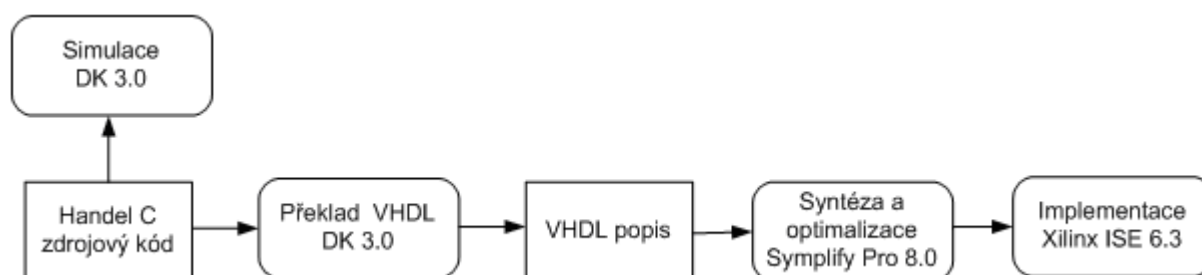 Simulace
DK 3.0
Handel C
zdrojový kód
Překlad VHDL
DK 3.0
VHDL popis
Syntéza a
optimalizace
Symplify Pro 8.0
Implementace
Xilinx ISE 6.3